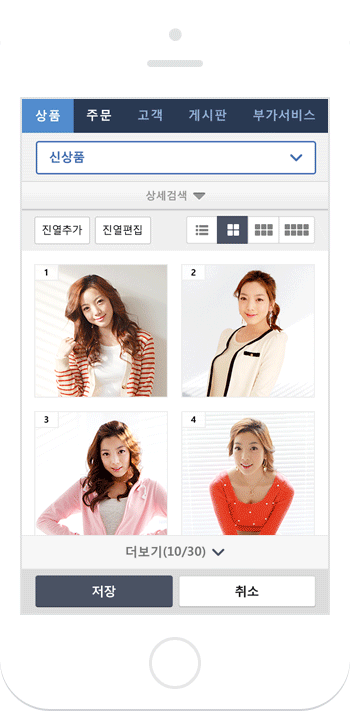 상품 주문 고객 게시판 부가서비스
신상품
상세검색
진열추가 진열편집
1 2
3 4
더보기(10/30)
저장 취소